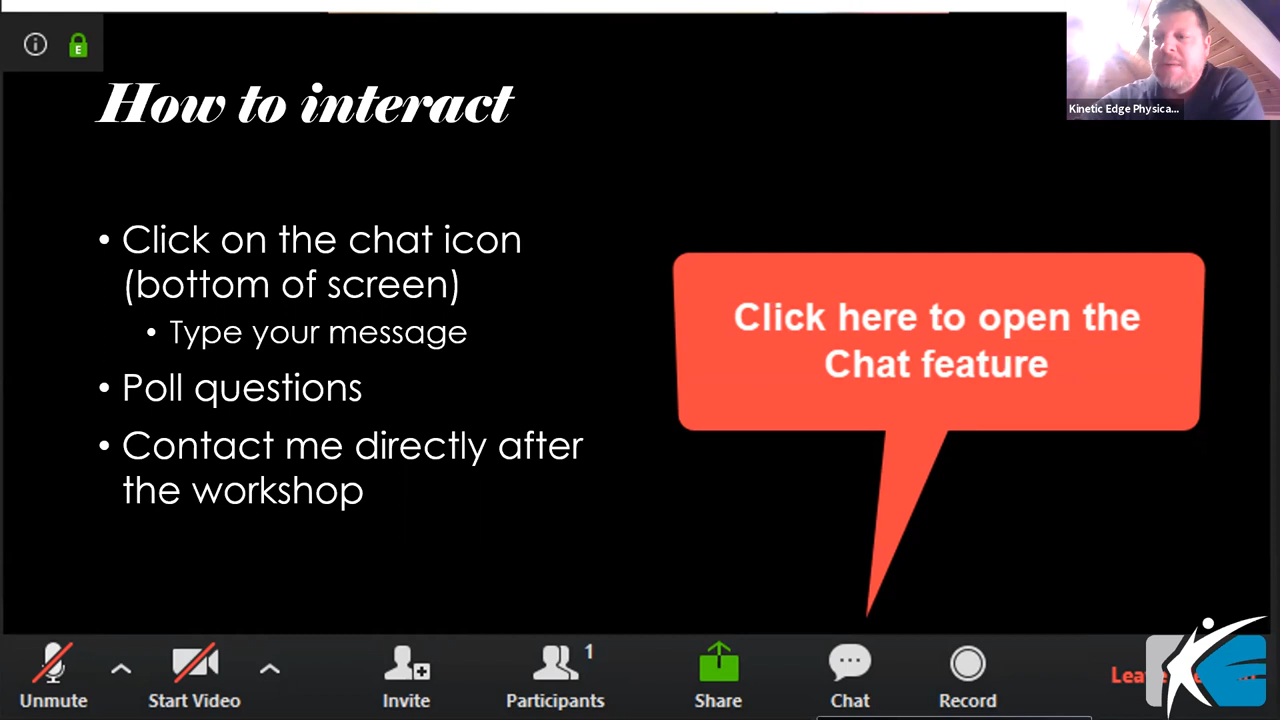 E
Kinetic Edge Physica...
How to interact
• Click on the chat icon
(bottom of screen)
• Type your message
• Poll questions
• Contact me directly after
the workshop
Click here to open the
Chat feature
1
Unmute
Start Video
Invite
Participants
Share
Chat
Record